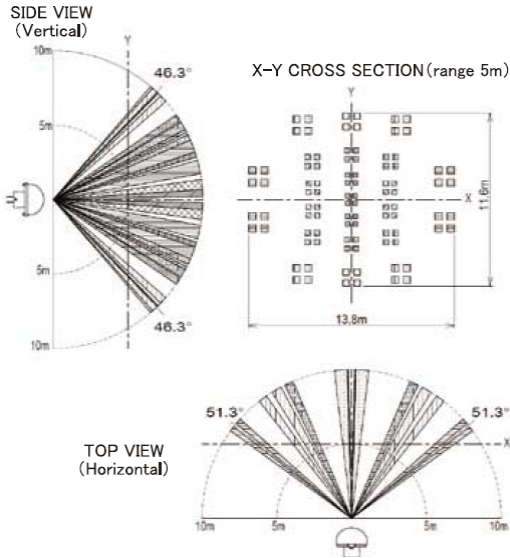 SIDE VIEW
(Vertical)
Y
10m
46.3°
5m
5m
10m
46.3°
X-Y CROSS SECTION(range 5m)
Y
X
11.6m
13.8m
51.3°
51.3°
X
TOP VIEW
(Horizontal)
10m
5m
5m
10m